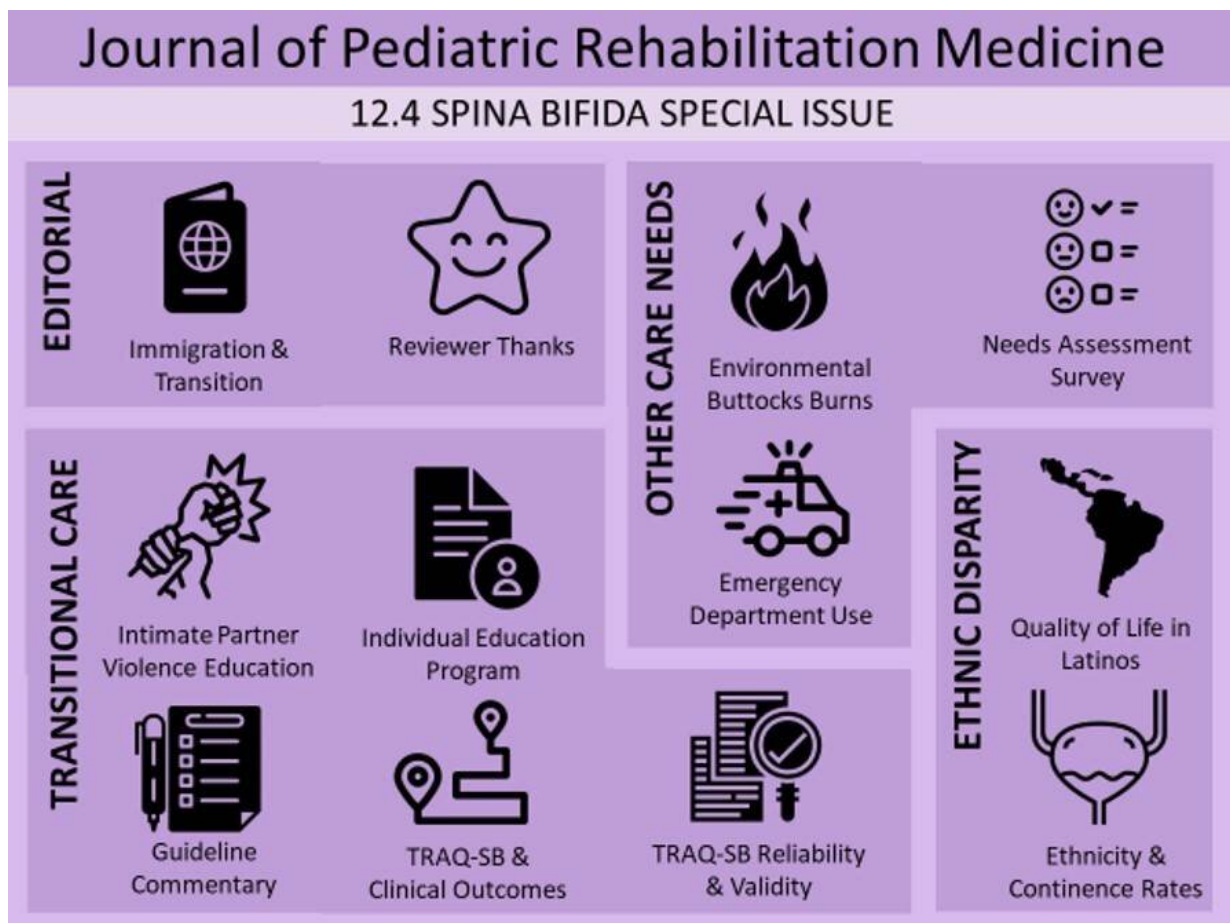 Journal of Pediatric Rehabilitation Medicine
12.4 SPINA BIFIDA SPECIAL ISSUE
EDITORIAL
Immigration &
Transition
Reviewer Thanks
OTHER CARE NEEDS
Environmental
Buttocks Burns
Needs Assessment
Survey
Emergency
Department Use
TRANSITIONAL CARE
Intimate Partner
Violence Education
Individual Education
Program
Guideline
Commentary
TRAQ-SB &
Clinical Outcomes
TRAQ-SB Reliability
& Validity
ETHNIC DISPARITY
Quality of Life in
Latinos
Ethnicity &
Continence Rates